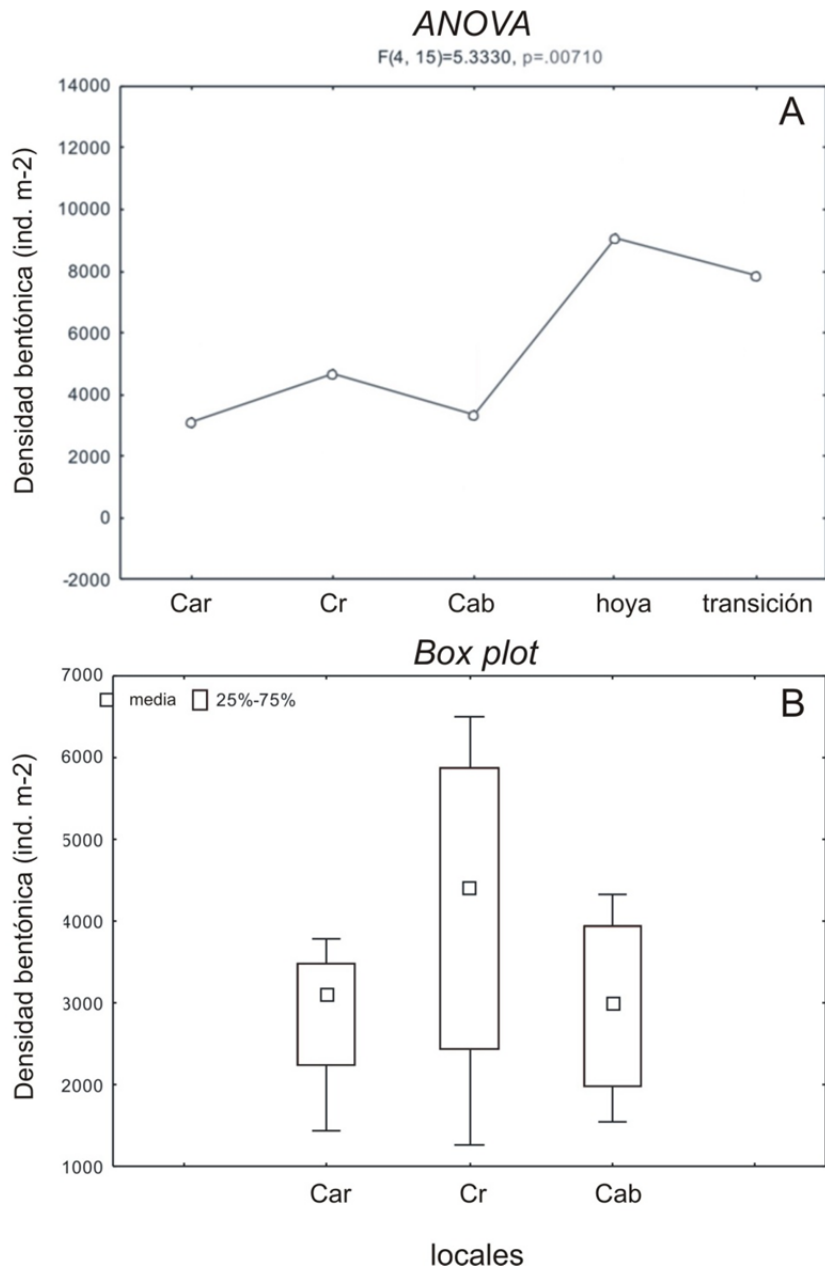 ANOVA
F(4, 15)=5.3330, p=.00710
A
Densidad bentónica (ind. m-2)
14000
12000
10000
8000
6000
4000
2000
0
-2000
Car Cr Cab hoya transición
Box plot
B
media 25%-75%
Densidad bentónica (ind. m-2)
7000
6000
5000
4000
3000
2000
1000
Car Cr Cab
locales